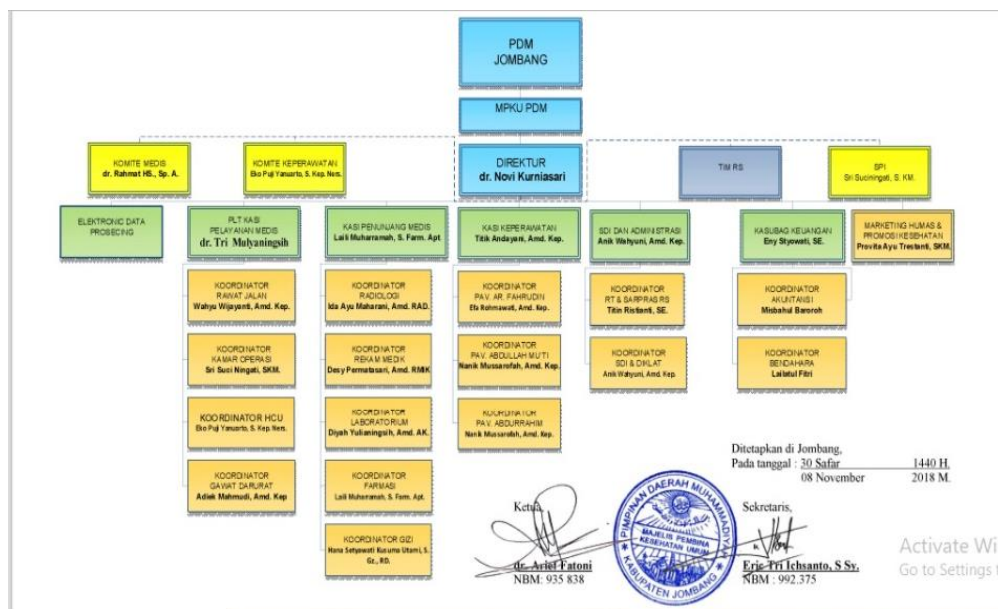 PDM
JOMBANG
MPKU PDM
KOMITE MEDIS
dr. Rahmat HS., Sp. A.
KOMITE KEPERAWATAN
Eko Puji Yanuarto, S. Kep. Ners.
DIREKTUR
dr. Novi Kurniasari
TIM RS
SPI
Sri Suciningati, S. KM.
ELEKTRONIC DATA
PROSECING
PLT KASI
PELAYANAN MEDIS
dr. Tri Mulyaningsih
KASI PENUNJANG MEDIS
Laili Muharramah, S. Farm. Apt
KASI KEPERAWATAN
Titik Andayani, Amd. Kep.
SDI DAN ADMINISTRASI
Anik Wahyuni, Amd. Kep.
KASUBAG KEUANGAN
Eny Styowati, SE.
MARKETING HUMAS &
PROMOSI KESEHATAN
Provita Ayu Trestanti, SKM.
KOORDINATOR
RAWAT JALAN
Wahyu Wijayanti, Amd. Kep.
KOORDINATOR
RADIOLOGI
Ida Ayu Maharani, Amd. RAD.
KOORDINATOR
PAV. AR. FAHRUDIN
Efa Rohmawati, Amd. Kep.
KOORDINATOR
RT & SARPRAS RS
Titin Ristianti, SE.
KOORDINATOR
AKUNTANSI
Misbahul Baroroh
KOORDINATOR
KAMAR OPERASI
Sri Suci Ningati, SKM.
KOORDINATOR
REKAM MEDIK
Desy Permatasari, Amd. RMIK
KOORDINATOR
PAV. ABDULLAH MU'TI
Nanik Mussarofah, Amd. Kep.
KOORDINATOR
SDI & DIKLAT
Anik Wahyuni, Amd. Kep.
KOORDINATOR
BENDAHARA
Lailatul Fitri
KOORDINATOR HCU
Eko Puji Yanuarto, S. Kep. Ners.
KOORDINATOR
LABORATORIUM
Diyah Yulianingsih, Amd. AK.
KOORDINATOR
PAV. ABDURRAHIM
Nanik Mussarofah, Amd. Kep.
KOORDINATOR
GAWAT DARURAT
Adiek Mahmudi, Amd. Kep
KOORDINATOR
FARMASI
Laili Muharramah, S. Farm. Apt.
KOORDINATOR GIZI
Hana Setyowati Kusuma Utami, S.
Gz., RD.
Ditetapkan di Jombang,
Pada tanggal : 30 Safar 1440 H.
08 November 2018 M.
Ketua,
Sekretaris,
PIMPINAN DAERAH MUHAMMADIYAH
MAJELIS PEMBINA
KESEHATAN UMUM
KABUPATEN JOMBANG
dr. Arief Fatoni
NBM: 935 838
Eric Tri Ichsanto, S Sy.
NBM : 992.375
Activate Wi
Go to Settings t